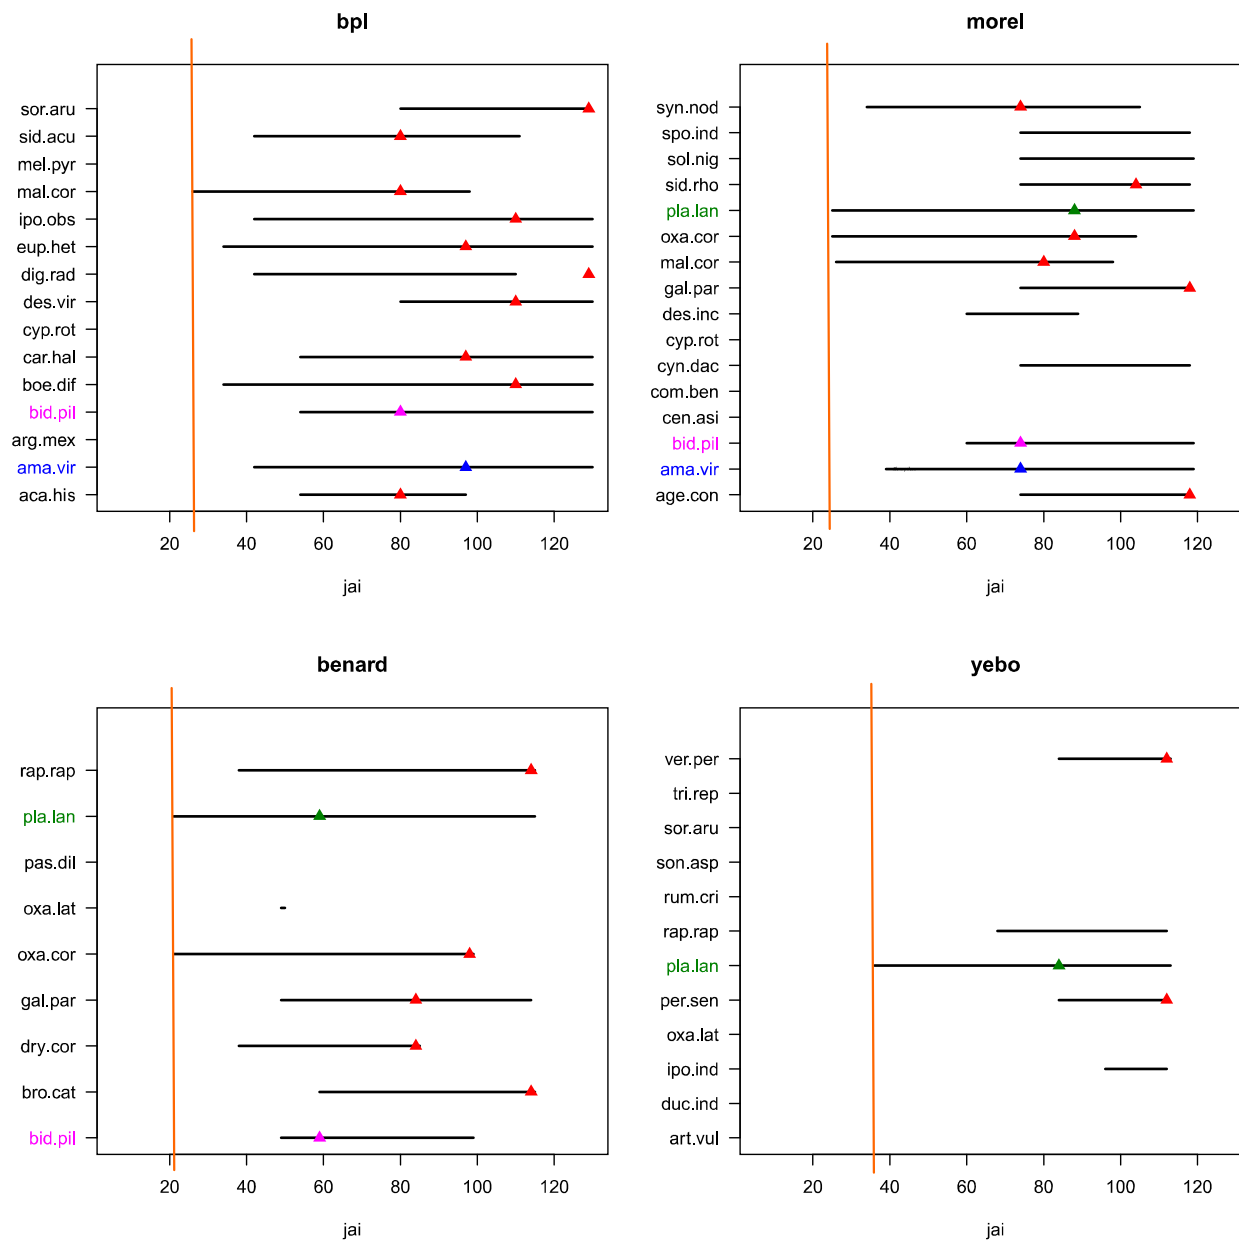 bpl
sor.aru
sid.acu
mel.pyr
mal.cor
ipo.obs
eup.het
dig.rad
des.vir
cyp.rot
car.hal
boe.dif
bid.pil
arg.mex
ama.vir
aca.his
20 40 60 80 100 120
jai
morel
syn.nod
spo.ind
sol.nig
sid.rho
pla.lan
oxa.cor
mal.cor
gal.par
des.inc
cyp.rot
cyn.dac
com.ben
cen.asi
bid.pil
ama.vir
age.con
20 40 60 80 100 120
jai
benard
rap.rap
pla.lan
pas.dil
oxa.lat
oxa.cor
gal.par
dry.cor
bro.cat
bid.pil
20 40 60 80 100 120
jai
yebo
ver.per
tri.rep
sor.aru
son.asp
rum.cri
rap.rap
pla.lan
per.sen
oxa.lat
ipo.ind
duc.ind
art.vul
20 40 60 80 100 120
jai